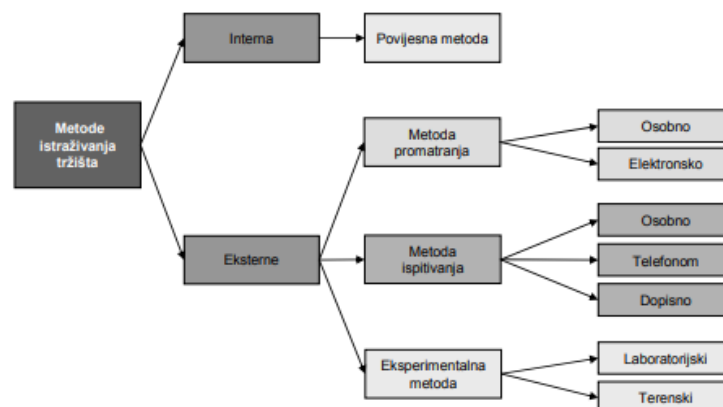 Interna
Povijesna metoda
Metode
istraživanja
tržišta
Metoda
promatranja
Osobno
Elektronsko
Eksterne
Metoda
ispitivanja
Osobno
Telefonom
Dopisno
Eksperimentalna
metoda
Laboratorijski
Terenski